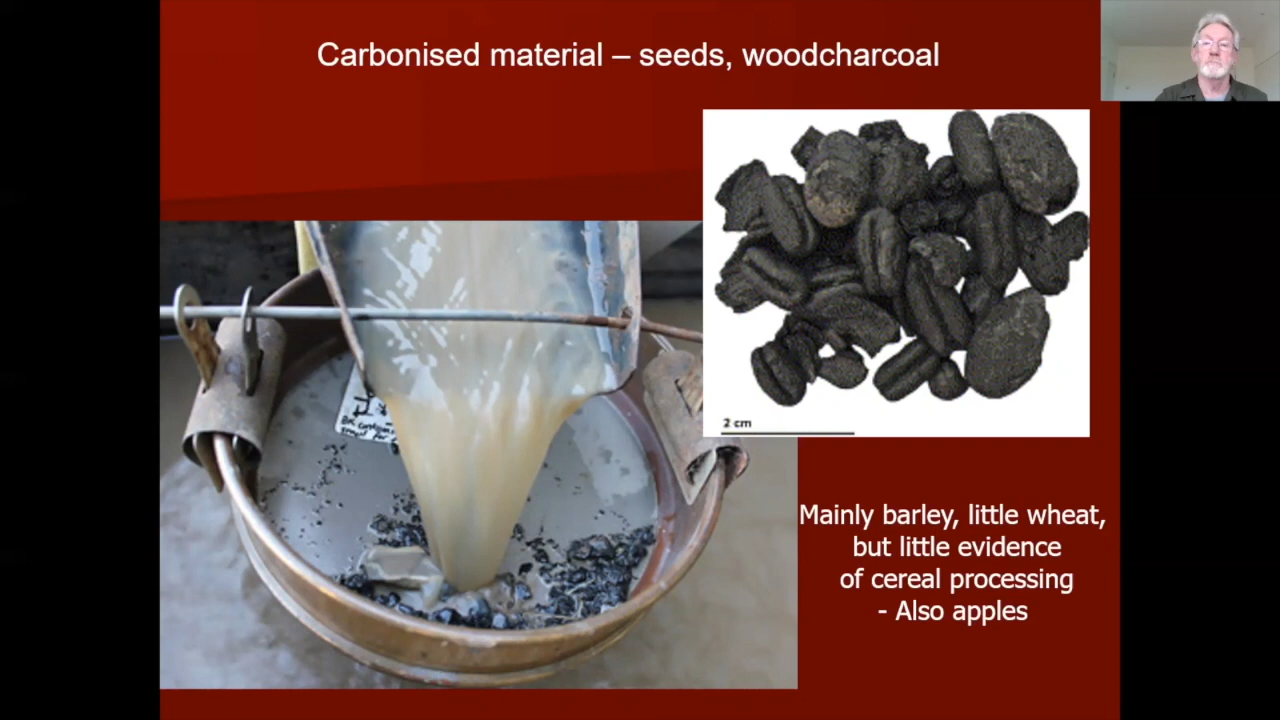 Carbonised material – seeds, woodcharcoal
2 cm
Mainly barley, little wheat,
but little evidence
of cereal processing
- Also apples